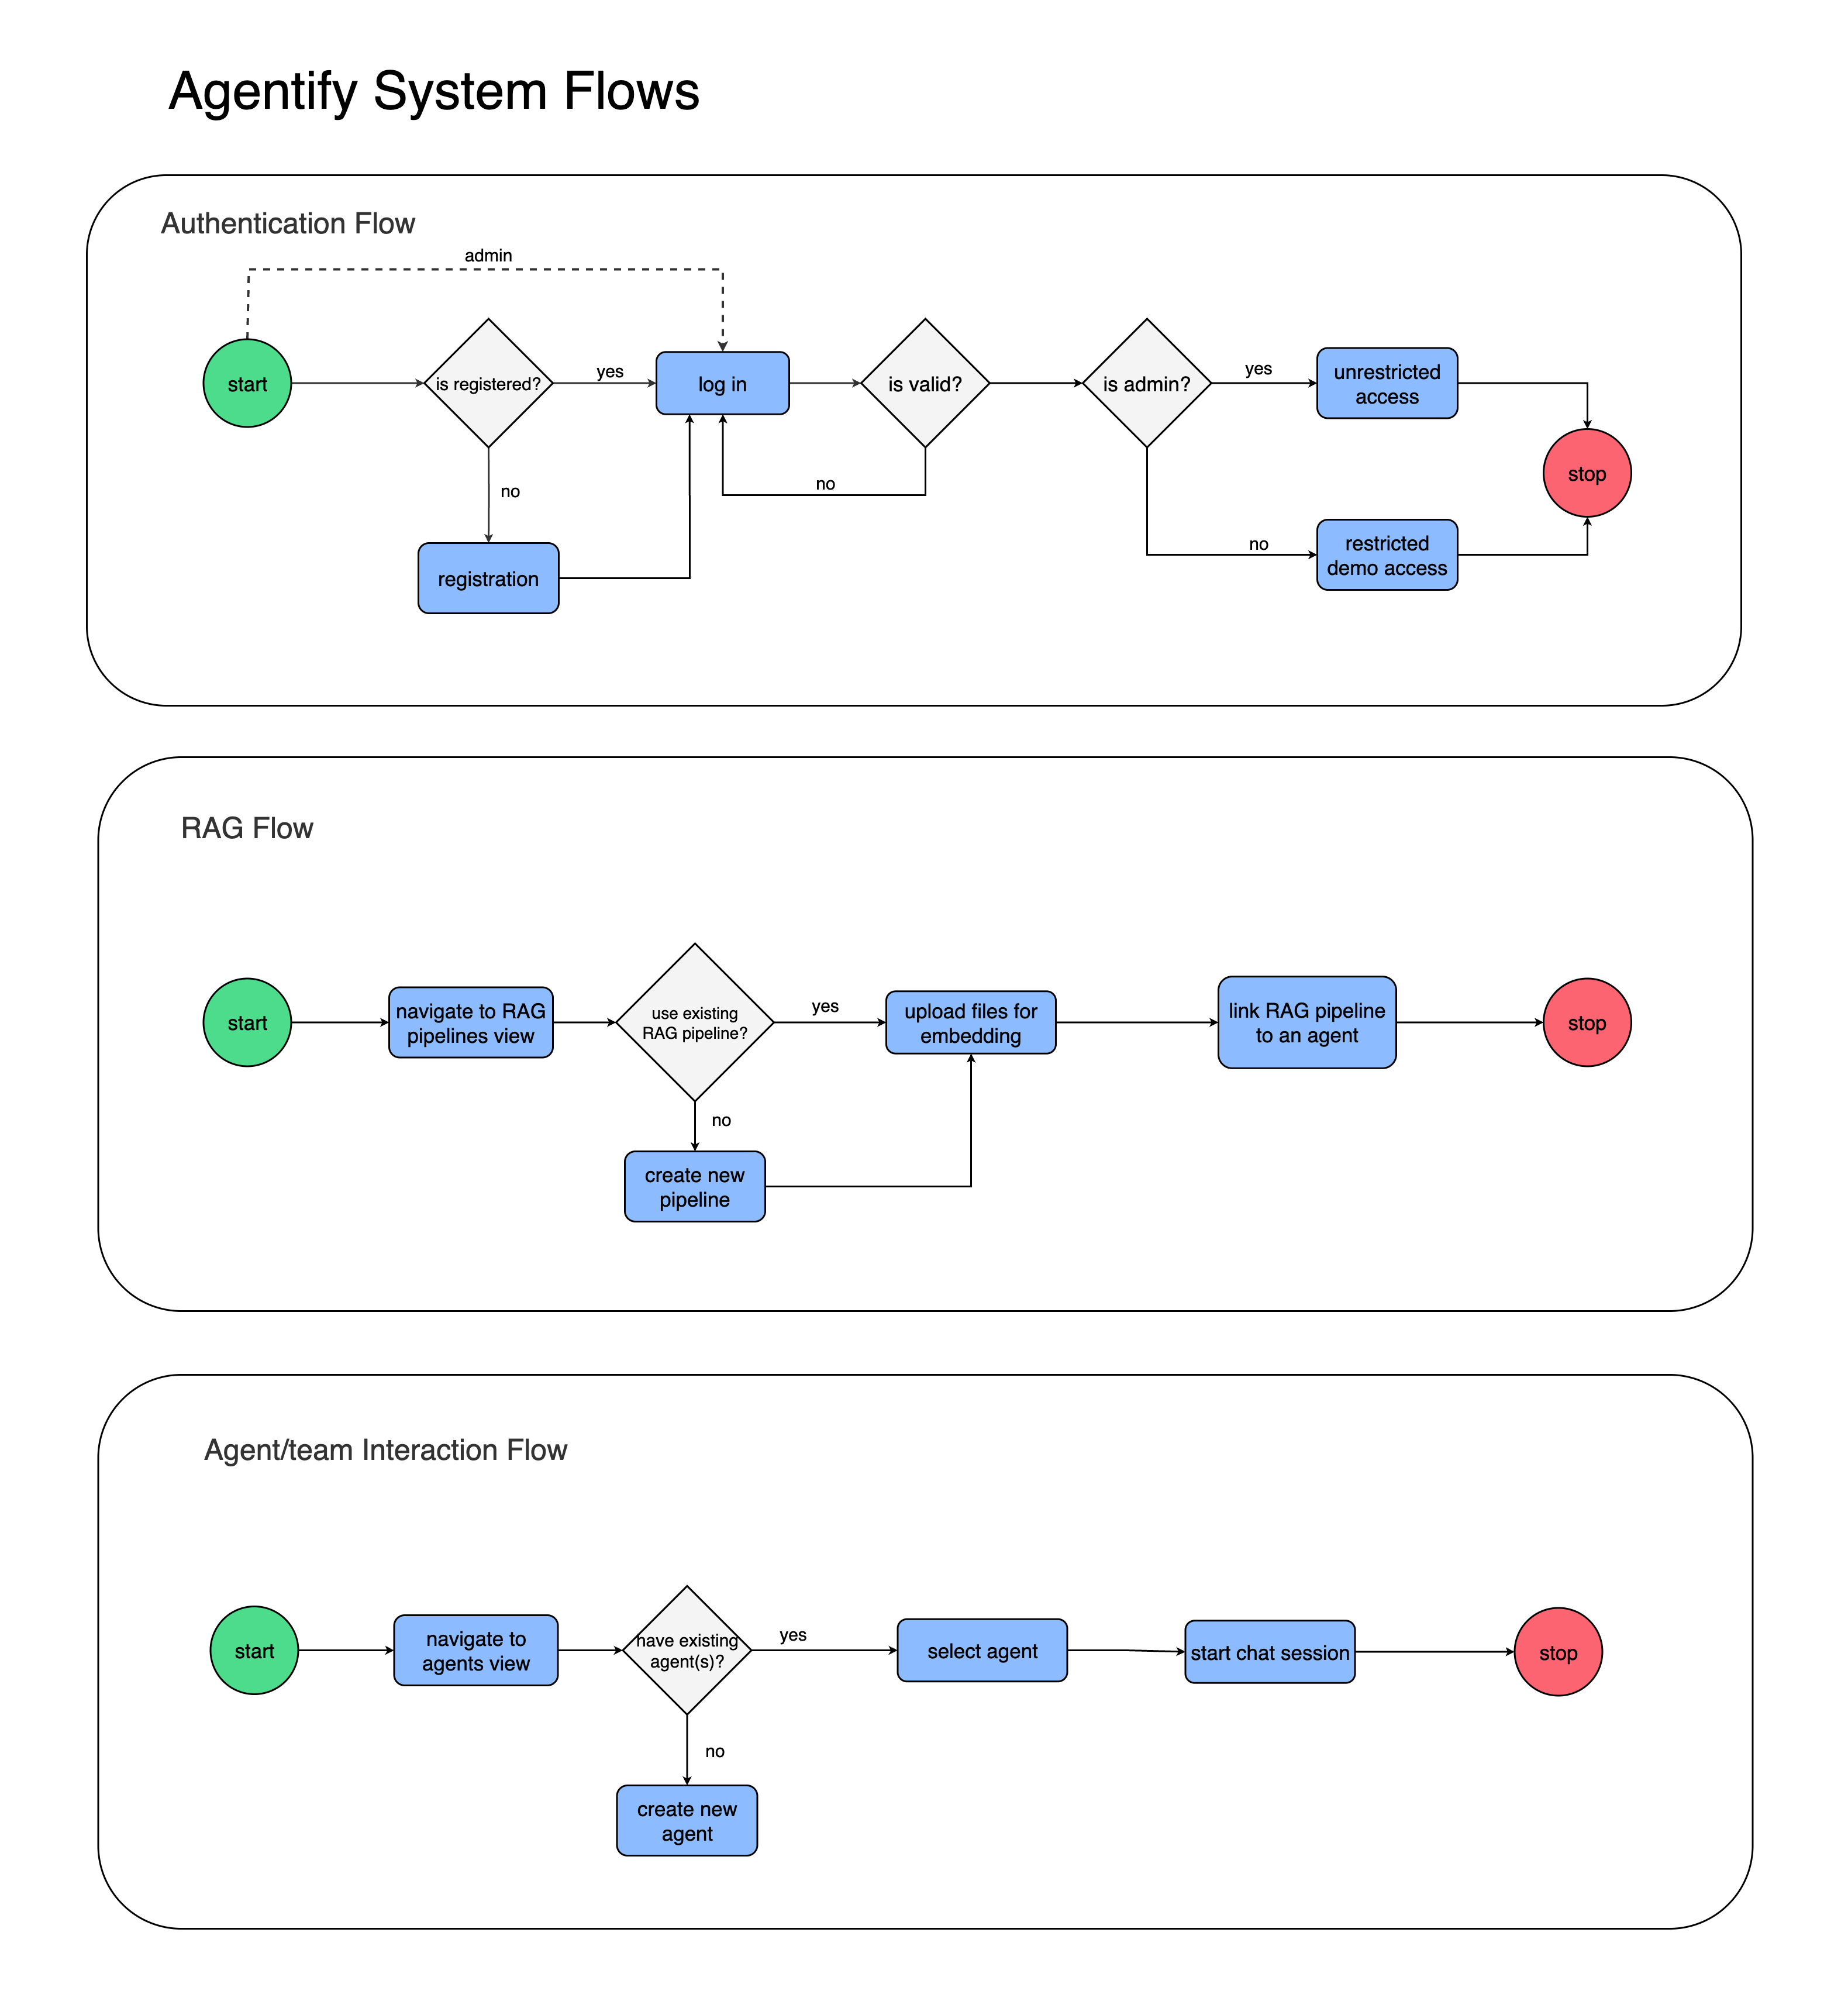 Agentify System Flows
Authentication Flow
admin
start
is registered?
yes
log in
is valid?
is admin?
yes
unrestricted
access
stop
no
no
no
restricted
demo access
registration
RAG Flow
start
navigate to RAG
pipelines view
use existing
RAG pipeline?
yes
upload files for
embedding
link RAG pipeline
to an agent
stop
no
create new
pipeline
Agent/team Interaction Flow
start
navigate to
agents view
have existing
agent(s)?
yes
select agent
start chat session
stop
no
create new
agent